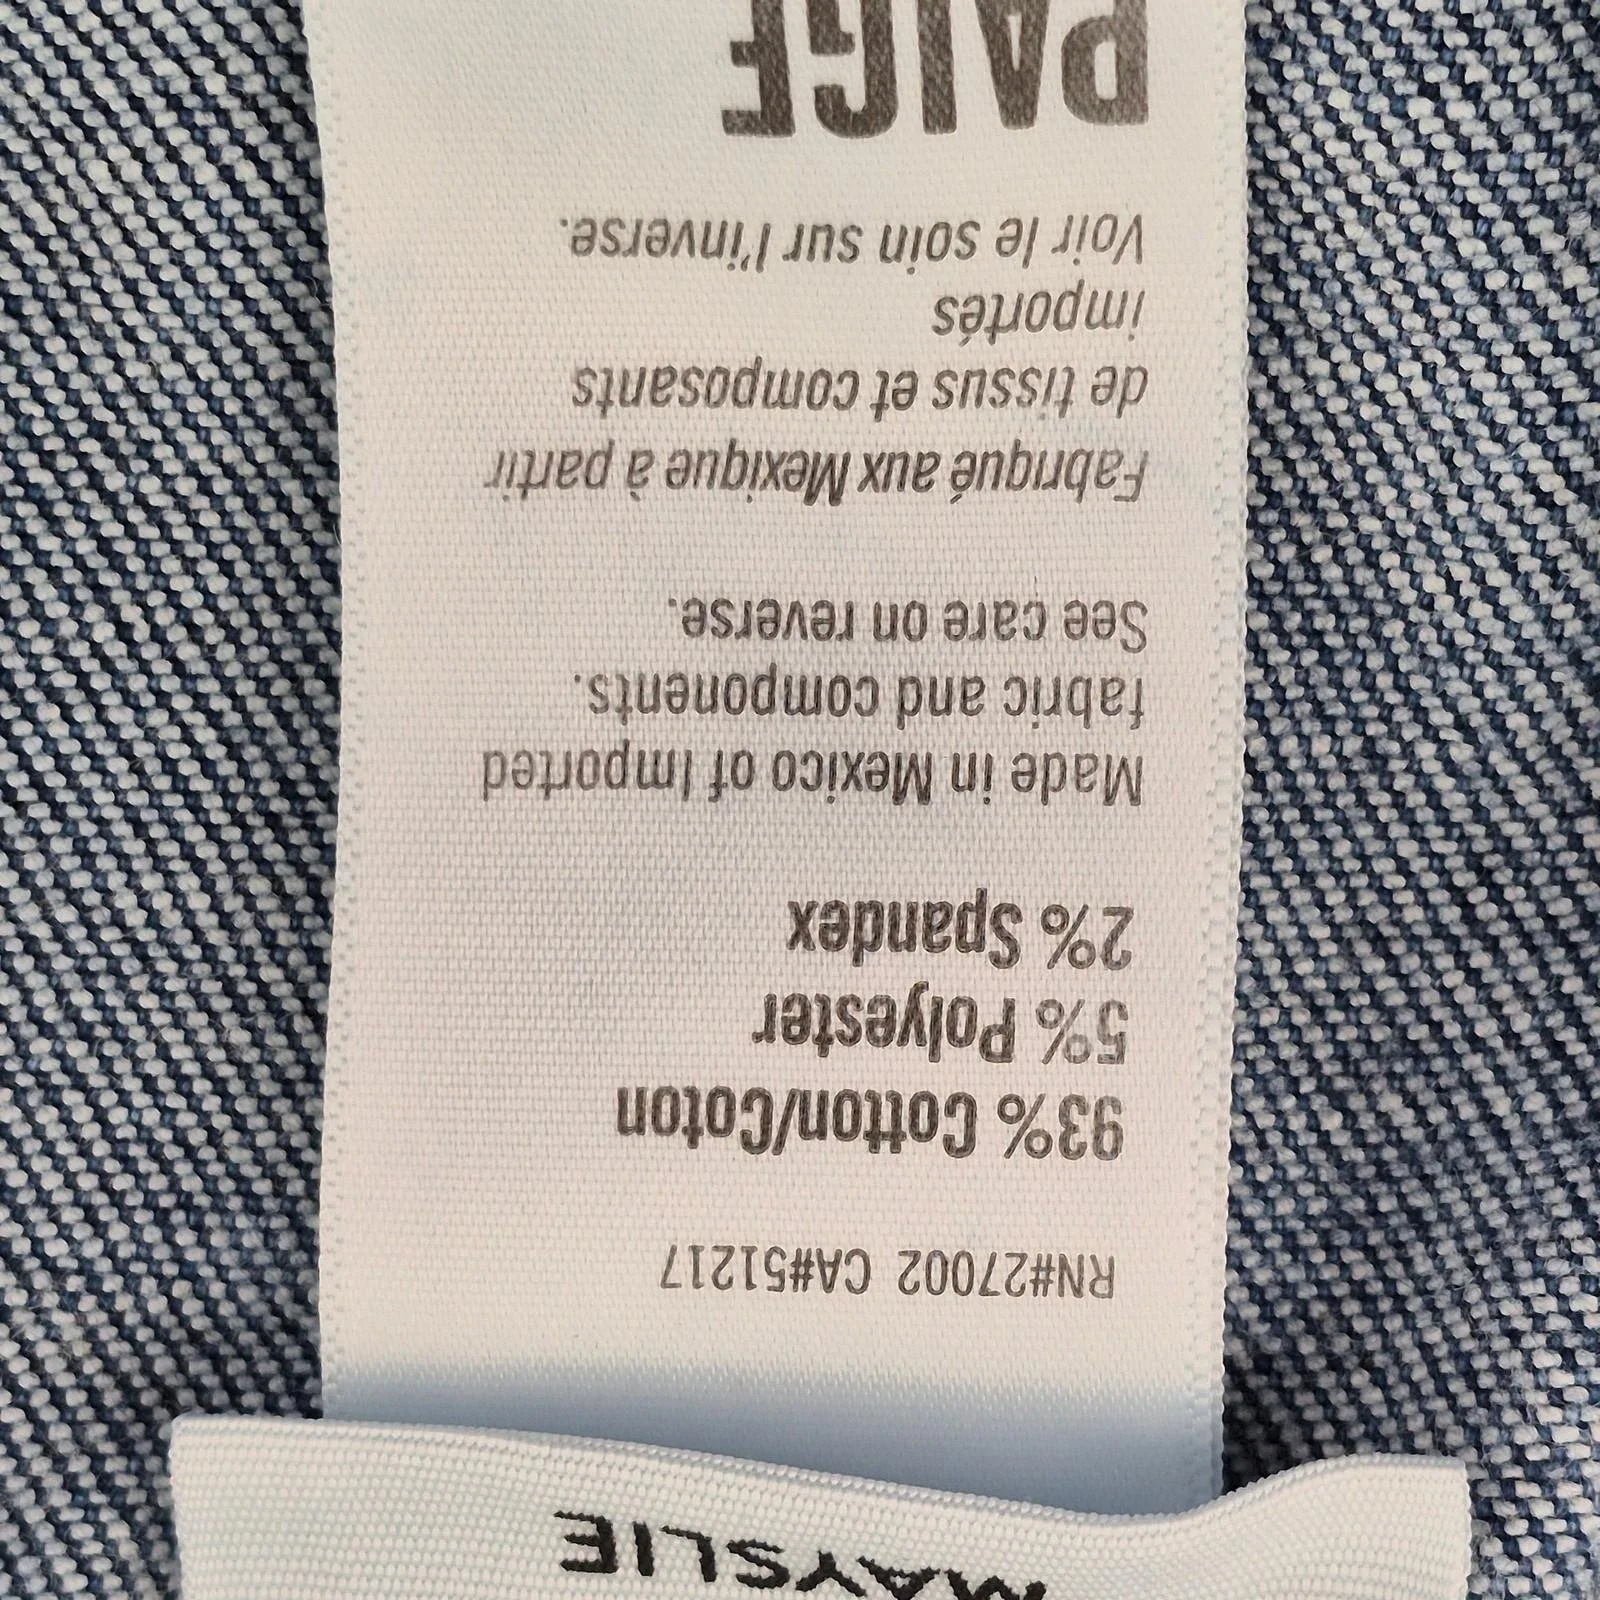 MAYSLIE
RN#27002 CA#51217
93% Cotton/Coton
5% Polyester
2% Spandex
Made in Mexico of Imported
fabric and components.
See care on reverse.
Fabriqué aux Mexique à partir
de tissus et composants
importés
Voir le soin sur l'inverse.
PAIGE